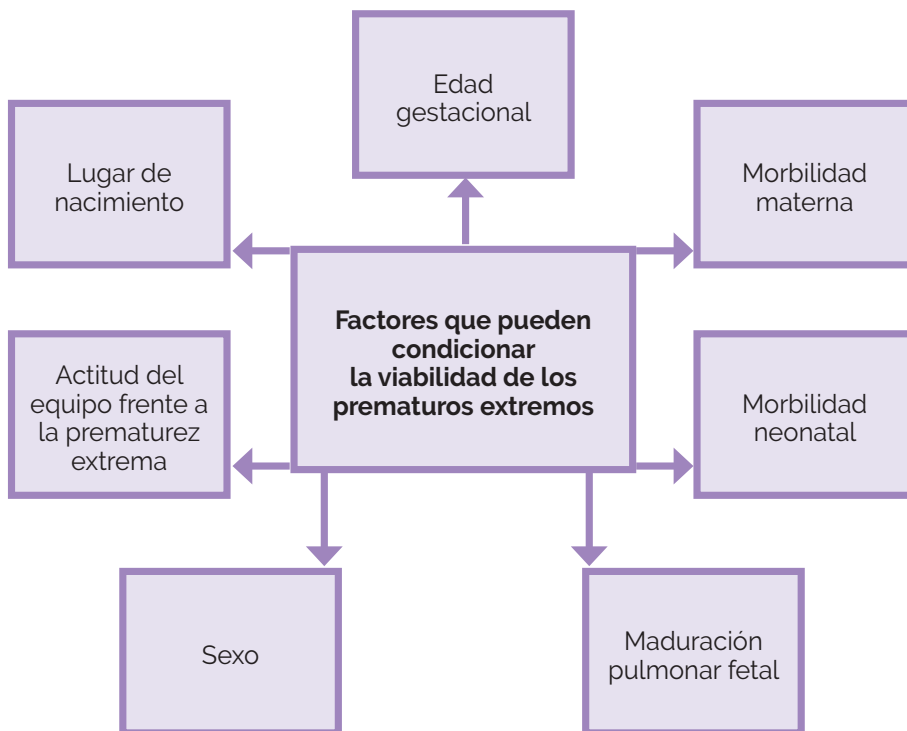 Edad
gestacional
Lugar de
nacimiento
Morbilidad
materna
Factores que pueden
condicionar
la viabilidad de los
prematuros extremos
Actitud del
equipo frente a
la prematurez
extrema
Morbilidad
neonatal
Sexo
Maduración
pulmonar fetal